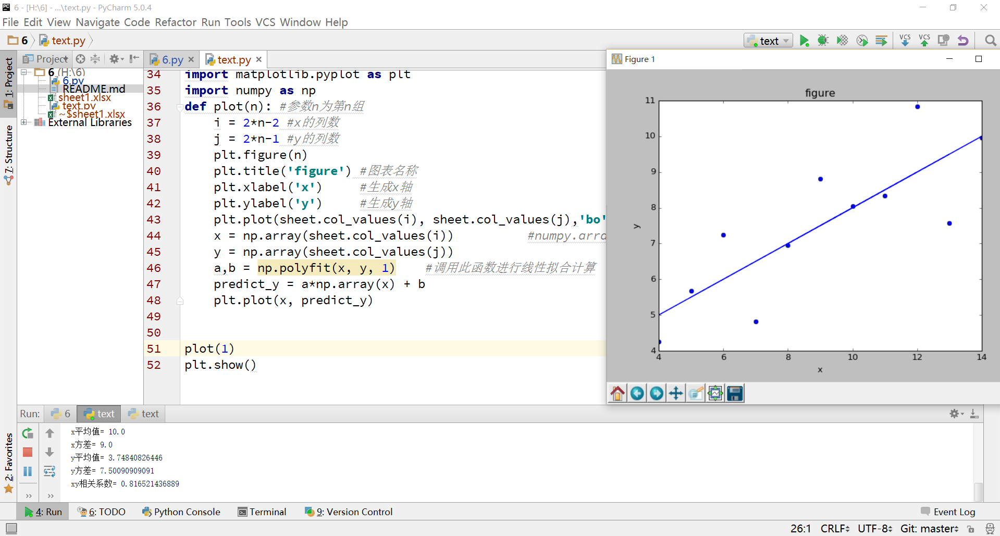 6 - [H:\6] - ...\text.py - PyCharm 5.0.4
File Edit View Navigate Code Refactor Run Tools VCS Window Help
6 text.py
text
VCS VCS
Project
6.py
text.py
1: Project
7: Structure
2: Favorites
6 (H:\6)
6.py
README.md
sheet1.xlsx
text.py
~$sheet1.xlsx
External Libraries
34 import matplotlib.pyplot as plt
35 import numpy as np
36 def plot(n): #参数n为第n组
37 i = 2*n-2 #x的列数
38 j = 2*n-1 #y的列数
39 plt.figure(n)
40 plt.title('figure') #图表名称
41 plt.xlabel('x') #生成x轴
42 plt.ylabel('y') #生成y轴
43 plt.plot(sheet.col_values(i), sheet.col_values(j),'bo'
44 x = np.array(sheet.col_values(i)) #numpy.arra
45 y = np.array(sheet.col_values(j))
46 a,b = np.polyfit(x, y, 1) #调用此函数进行线性拟合计算
47 predict_y = a*np.array(x) + b
48 plt.plot(x, predict_y)
49
50
51 plot(1)
52 plt.show()
Figure 1
figure
11
10
9
8
7
6
5
4
y
4 6 8 10 12 14
x
Run: 6 text text
x平均值= 10.0
x方差= 9.0
y平均值= 3.74840826446
y方差= 7.50090909091
xy相关系数= 0.816521436889
4: Run 6: TODO Python Console Terminal 9: Version Control Event Log
26:1 CRLF UTF-8 Git: master